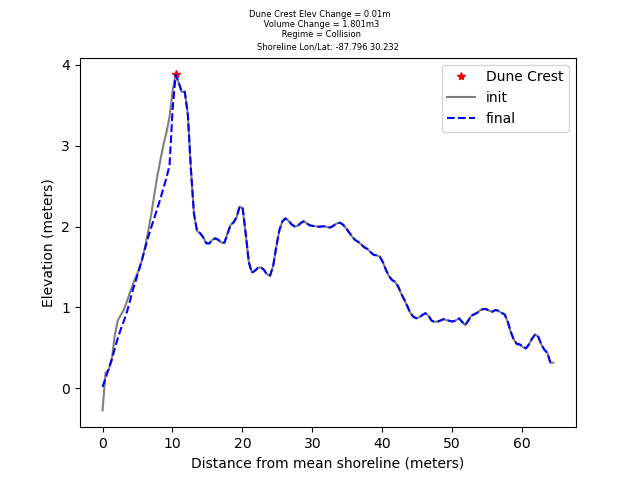 Dune Crest Elev Change = 0.01m
Volume Change = 1.801m3
Regime = Collision
Shoreline Lon/Lat: -87.796 30.232
Dune Crest
init
final
Elevation (meters)
4
3
2
1
0
0 10 20 30 40 50 60
Distance from mean shoreline (meters)